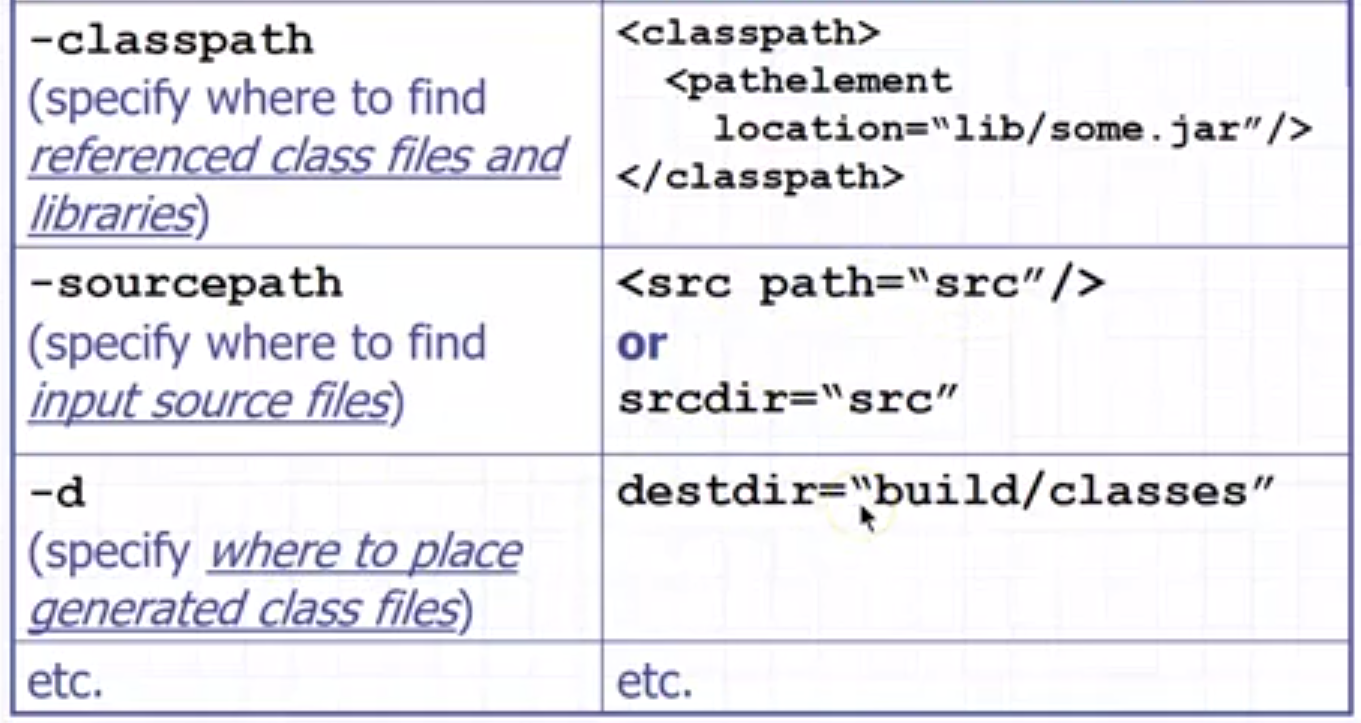 -classpath
(specify where to find
referenced class files and
libraries)
<classpath>
<pathelement
location=“lib/some.jar”/>
</classpath>
-sourcepath
(specify where to find
input source files)
<src path=“src”/>
or
srcdir=“src”
-d
(specify where to place
generated class files)
destdir=“build/classes”
etc.
etc.